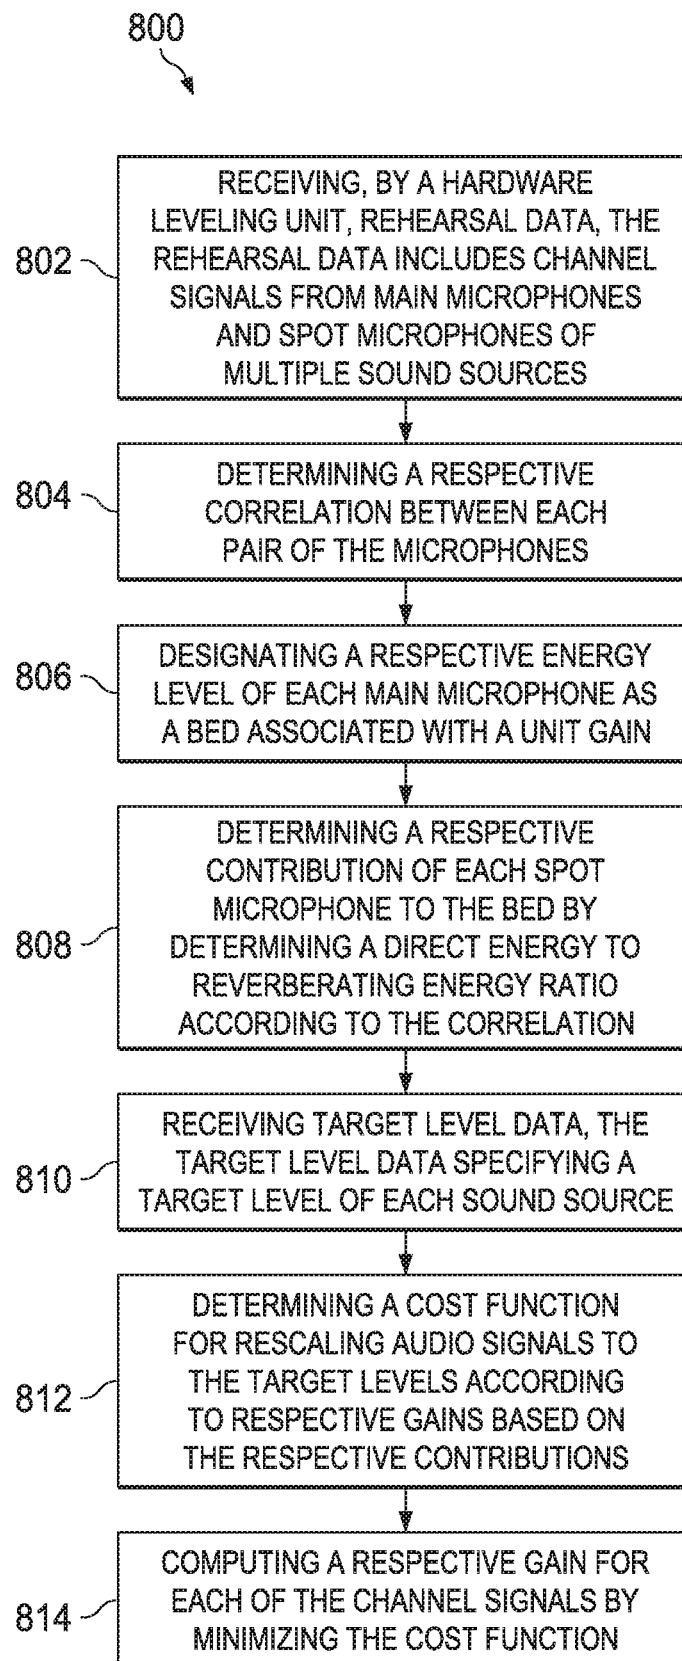 800
802
RECEIVING, BY A HARDWARE
LEVELING UNIT, REHEARSAL DATA, THE
REHEARSAL DATA INCLUDES CHANNEL
SIGNALS FROM MAIN MICROPHONES
AND SPOT MICROPHONES OF
MULTIPLE SOUND SOURCES
804
DETERMINING A RESPECTIVE
CORRELATION BETWEEN EACH
PAIR OF THE MICROPHONES
806
DESIGNATING A RESPECTIVE ENERGY
LEVEL OF EACH MAIN MICROPHONE AS
A BED ASSOCIATED WITH A UNIT GAIN
808
DETERMINING A RESPECTIVE
CONTRIBUTION OF EACH SPOT
MICROPHONE TO THE BED BY
DETERMINING A DIRECT ENERGY TO
REVERBERATING ENERGY RATIO
ACCORDING TO THE CORRELATION
810
RECEIVING TARGET LEVEL DATA, THE
TARGET LEVEL DATA SPECIFYING A
TARGET LEVEL OF EACH SOUND SOURCE
812
DETERMINING A COST FUNCTION
FOR RESCALING AUDIO SIGNALS TO
THE TARGET LEVELS ACCORDING
TO RESPECTIVE GAINS BASED ON
THE RESPECTIVE CONTRIBUTIONS
814
COMPUTING A RESPECTIVE GAIN FOR
EACH OF THE CHANNEL SIGNALS BY
MINIMIZING THE COST FUNCTION